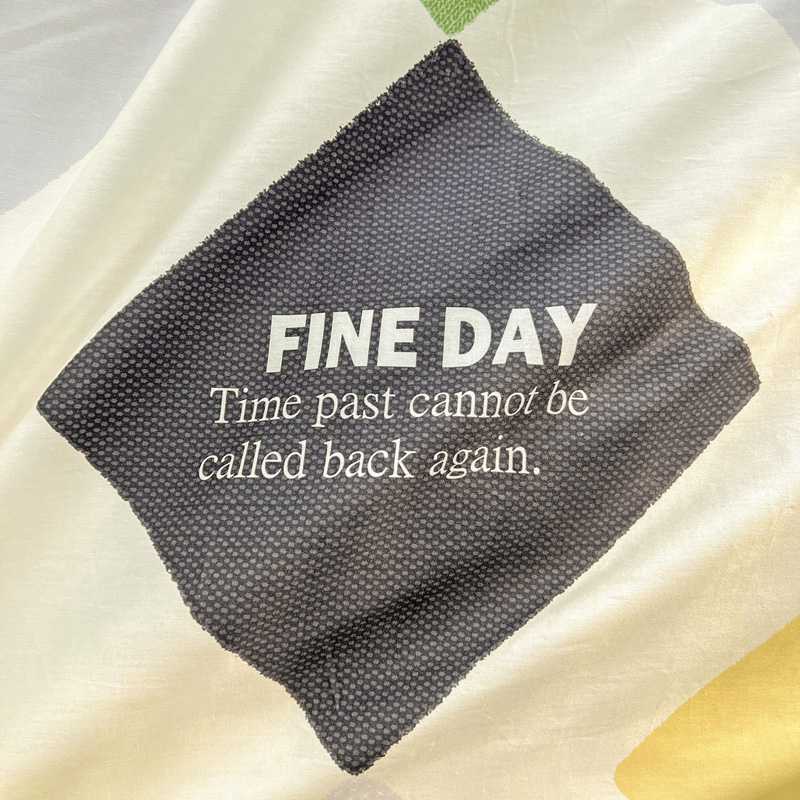 FINE DAY
Time past cannot be
called back again.